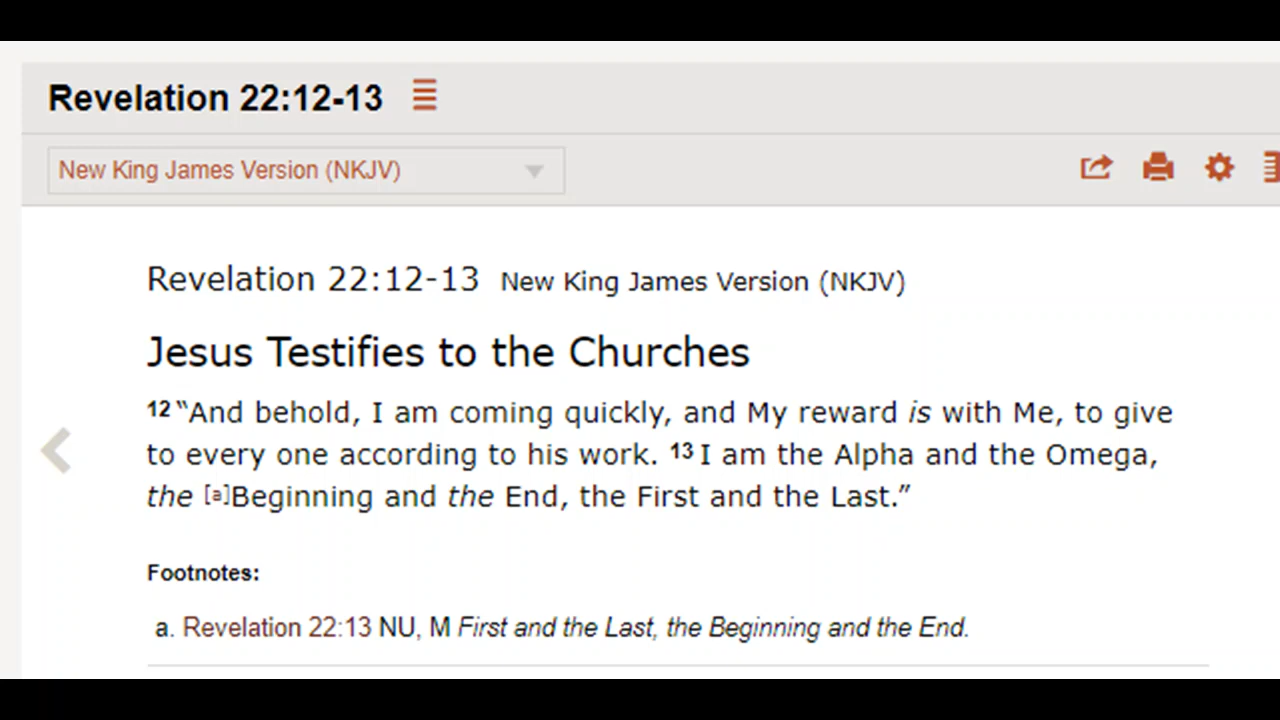 Revelation 22:12-13
New King James Version (NKJV)
Revelation 22:12-13 New King James Version (NKJV)
Jesus Testifies to the Churches
12 “And behold, I am coming quickly, and My reward is with Me, to give
to every one according to his work. 13 I am the Alpha and the Omega,
the [a]Beginning and the End, the First and the Last.”
Footnotes:
a. Revelation 22:13 NU, M First and the Last, the Beginning and the End.